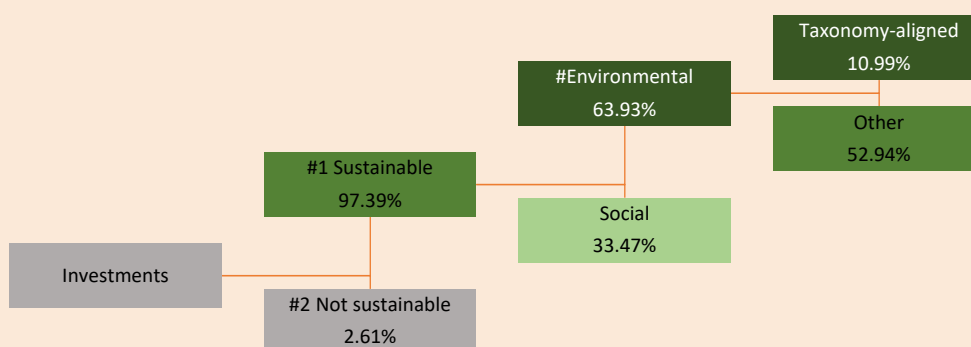 Taxonomy-aligned
10.99%
#Environmental
63.93%
Other
52.94%
#1 Sustainable
97.39%
Social
33.47%
Investments
#2 Not sustainable
2.61%